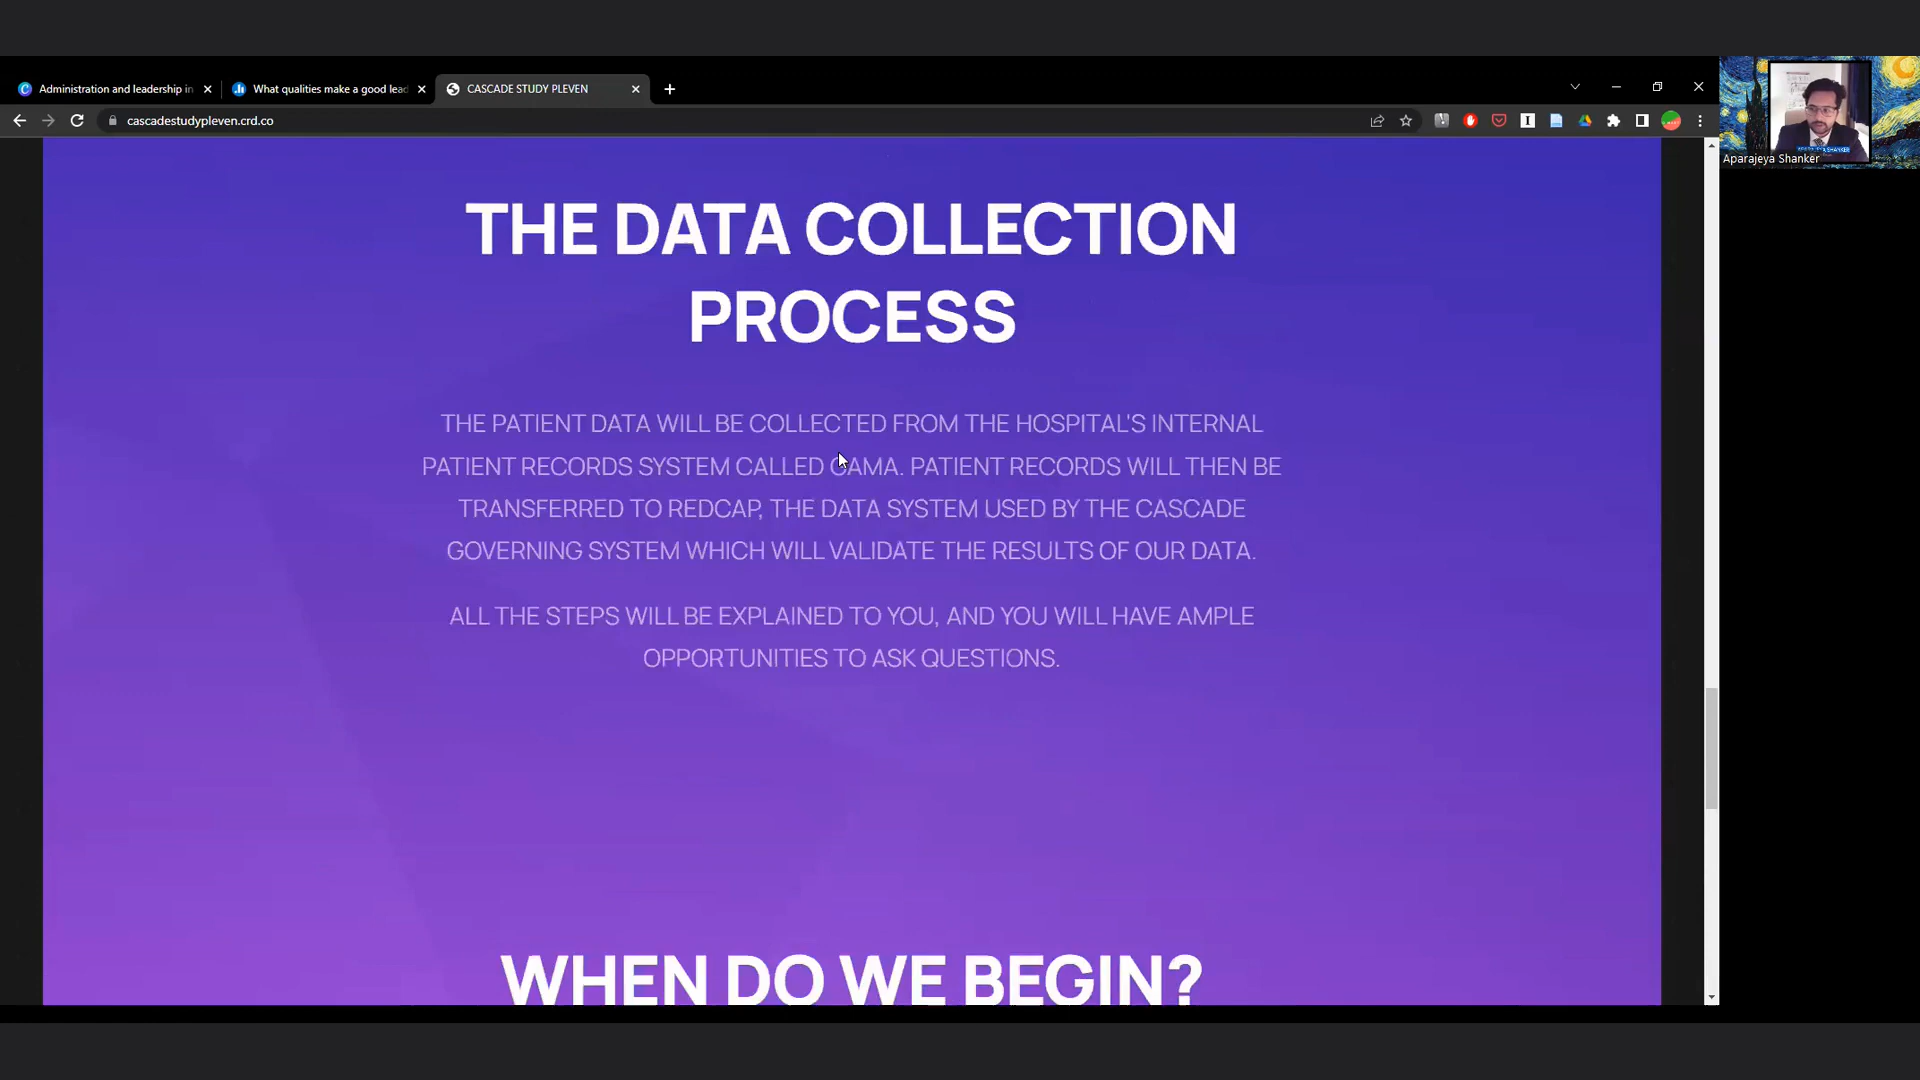 Administration and leadership in
What qualities make a good lead
CASCADE STUDY PLEVEN
cascadestudypleven.crd.co
Aparajeya Shanker
THE DATA COLLECTION
PROCESS
THE PATIENT DATA WILL BE COLLECTED FROM THE HOSPITAL'S INTERNAL
PATIENT RECORDS SYSTEM CALLED GAMA. PATIENT RECORDS WILL THEN BE
TRANSFERRED TO REDCAP, THE DATA SYSTEM USED BY THE CASCADE
GOVERNING SYSTEM WHICH WILL VALIDATE THE RESULTS OF OUR DATA.
ALL THE STEPS WILL BE EXPLAINED TO YOU, AND YOU WILL HAVE AMPLE
OPPORTUNITIES TO ASK QUESTIONS.
WHEN DO WE BEGIN?